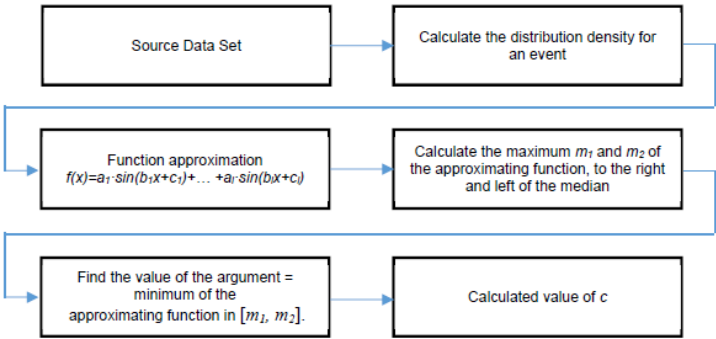 Source Data Set
Calculate the distribution density for
an event
Function approximation
f(x)=a₁·sin(b₁x+c₁)+… +aₗ·sin(bₗx+cₗ)
Calculate the maximum m₁ and m₂ of
the approximating function, to the right
and left of the median
Find the value of the argument =
minimum of the
approximating function in [m₁, m₂].
Calculated value of c